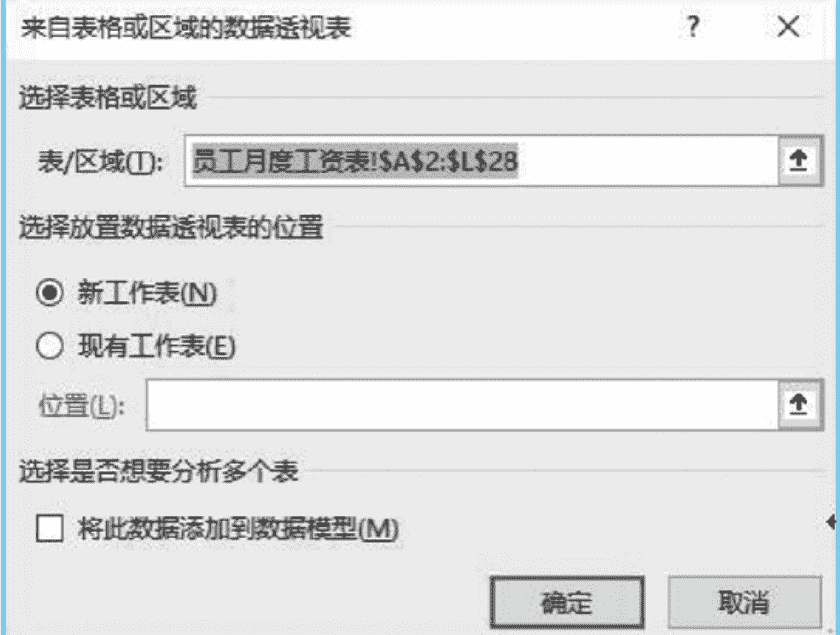 来自表格或区域的数据透视表 ?
选择表格或区域
表/区域(T): 员工月度工资表!$A$2:$L$28
选择放置数据透视表的位置
新工作表(N)
现有工作表(E)
位置(L):
选择是否想要分析多个表
将此数据添加到数据模型(M)
确定 取消